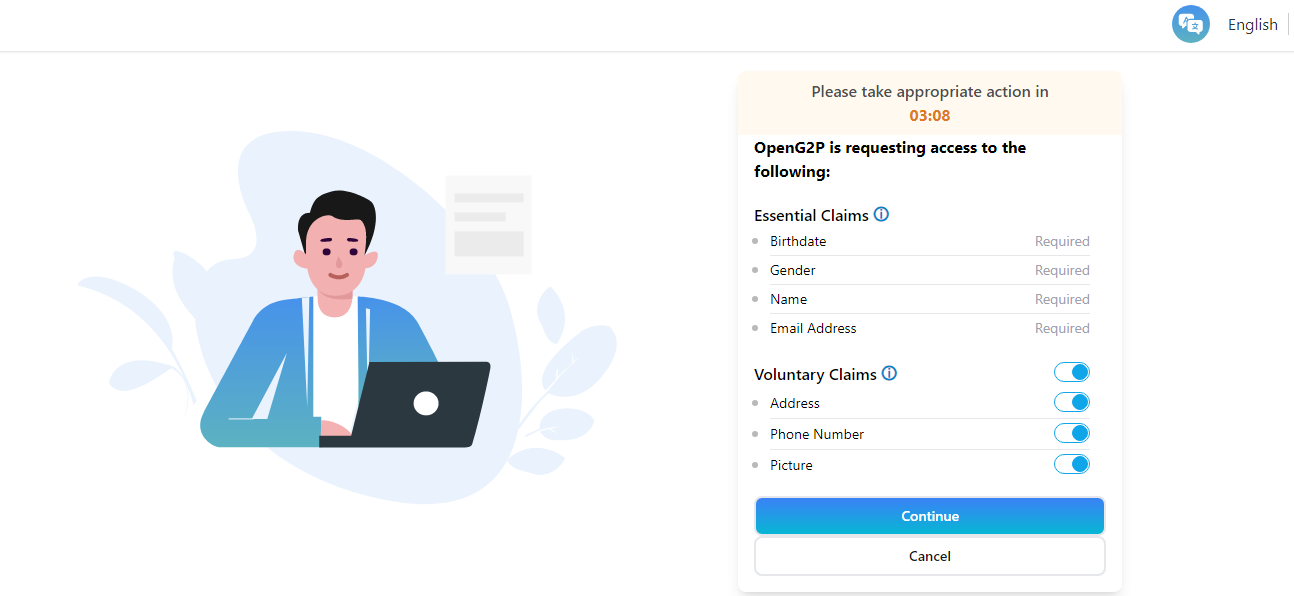 English
Please take appropriate action in
03:08
OpenG2P is requesting access to the
following:
Essential Claims
Birthdate Required
Gender Required
Name Required
Email Address Required
Voluntary Claims
Address
Phone Number
Picture
Continue
Cancel